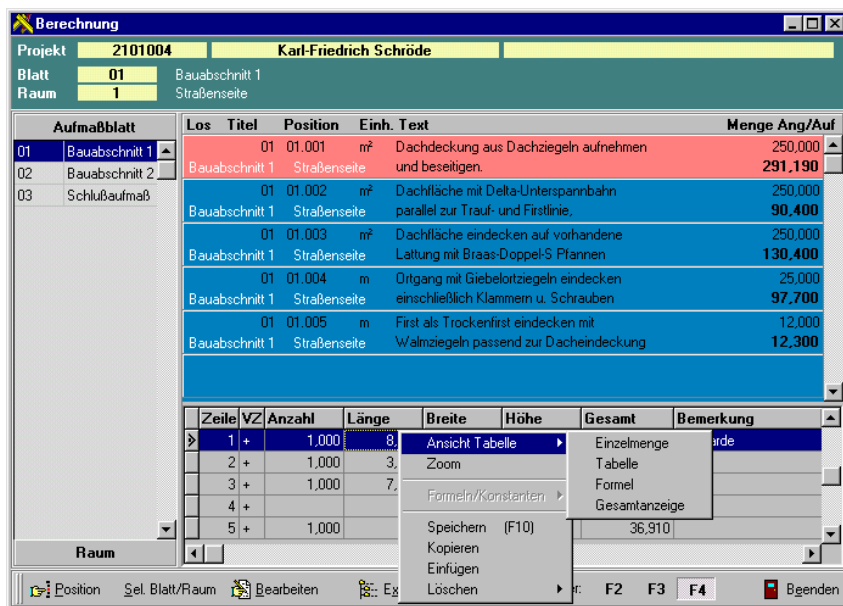 Berechnung
Projekt 2101004 Karl-Friedrich Schröde
Blatt 01 Bauabschnitt 1
Raum 1 Straßenseite
Aufmaßblatt
01 Bauabschnitt 1
02 Bauabschnitt 2
03 Schlußaufmaß
Raum
Los Titel Position Einh. Text Menge Ang/Auf
01 01.001 m² Dachdeckung aus Dachziegeln aufnehmen 250,000
Bauabschnitt 1 Straßenseite und beseitigen. 291,190
01 01.002 m² Dachfläche mit Delta-Unterspannbahn 250,000
Bauabschnitt 1 Straßenseite parallel zur Trauf- und Firstlinie, 90,400
01 01.003 m² Dachfläche eindecken auf vorhandene 250,000
Bauabschnitt 1 Straßenseite Lattung mit Braas-Doppel-S Pfannen 130,400
01 01.004 m Ortgang mit Giebelortziegeln eindecken 25,000
Bauabschnitt 1 Straßenseite einschließlich Klammern u. Schrauben 97,700
01 01.005 m First als Trockenfirst eindecken mit 12,000
Bauabschnitt 1 Straßenseite Walmziegeln passend zur Dacheindeckung 12,300
Zeile VZ Anzahl Länge Breite Höhe Gesamt Bemerkung
1 + 1,000 8,
2 + 1,000 3,
3 + 1,000 7,
4 +
5 + 1,000 36,910
Ansicht Tabelle
Zoom
Formeln/Konstanten
Speichern (F10)
Kopieren
Einfügen
Löschen
Einzelmenge
Tabelle
Formel
Gesamtanzeige
Position Sel. Blatt/Raum Bearbeiten F2 F3 F4 Beenden